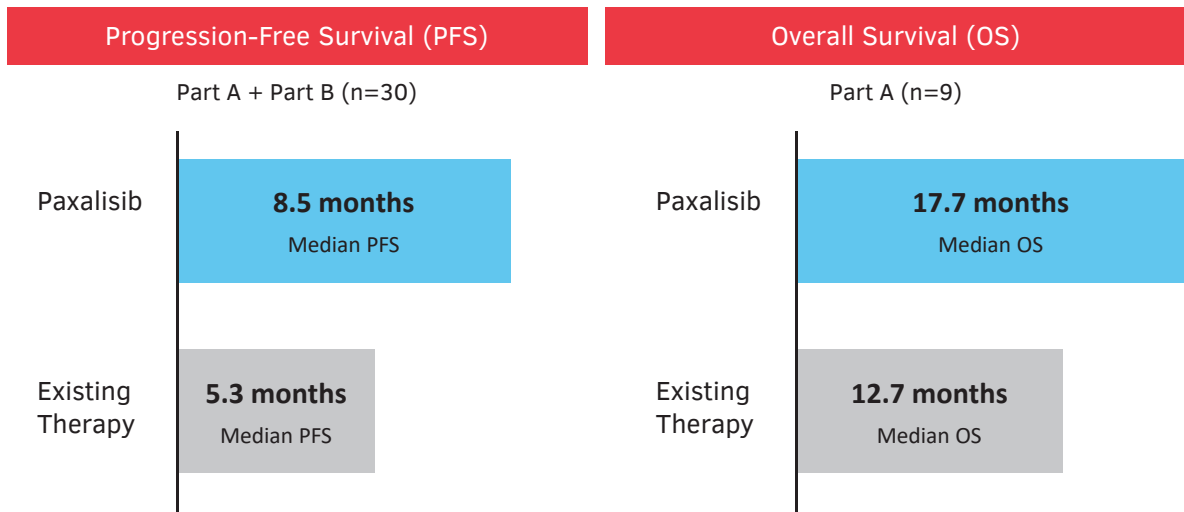 Progression-Free Survival (PFS)
Part A + Part B (n=30)
Paxalisib
8.5 months
Median PFS
Existing
Therapy
5.3 months
Median PFS
Overall Survival (OS)
Part A (n=9)
Paxalisib
17.7 months
Median OS
Existing
Therapy
12.7 months
Median OS